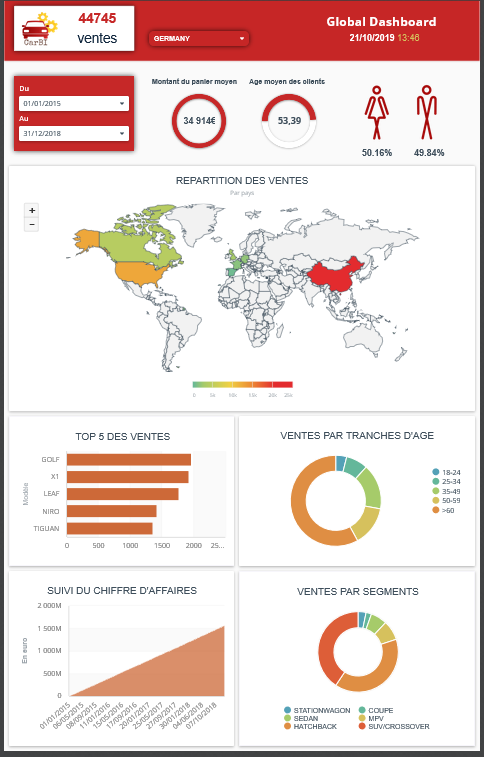 CarBI
44745
ventes
GERMANY
Global Dashboard
21/10/2019 13:46
Du
01/01/2015
Au
31/12/2018
Montant du panier moyen
34 914€
Age moyen des clients
53,39
50.16%
49.84%
REPARTITION DES VENTES
Par pays
+
−
0 5k 10k 15k 20k 25k
TOP 5 DES VENTES
Modèle
GOLF
X1
LEAF
NIRO
TIGUAN
0 500 1000 1500 2000 25...
VENTES PAR TRANCHES D'AGE
18-24
25-34
35-49
50-59
>60
SUIVI DU CHIFFRE D'AFFAIRES
En euro
2 000M
1 500M
1 000M
500M
0
01/01/2015
06/05/2015
08/09/2015
11/01/2016
15/05/2016
17/09/2016
20/01/2017
25/05/2017
27/09/2017
30/01/2018
04/06/2018
07/10/2018
VENTES PAR SEGMENTS
STATIONWAGON
COUPE
SEDAN
MPV
HATCHBACK
SUV/CROSSOVER